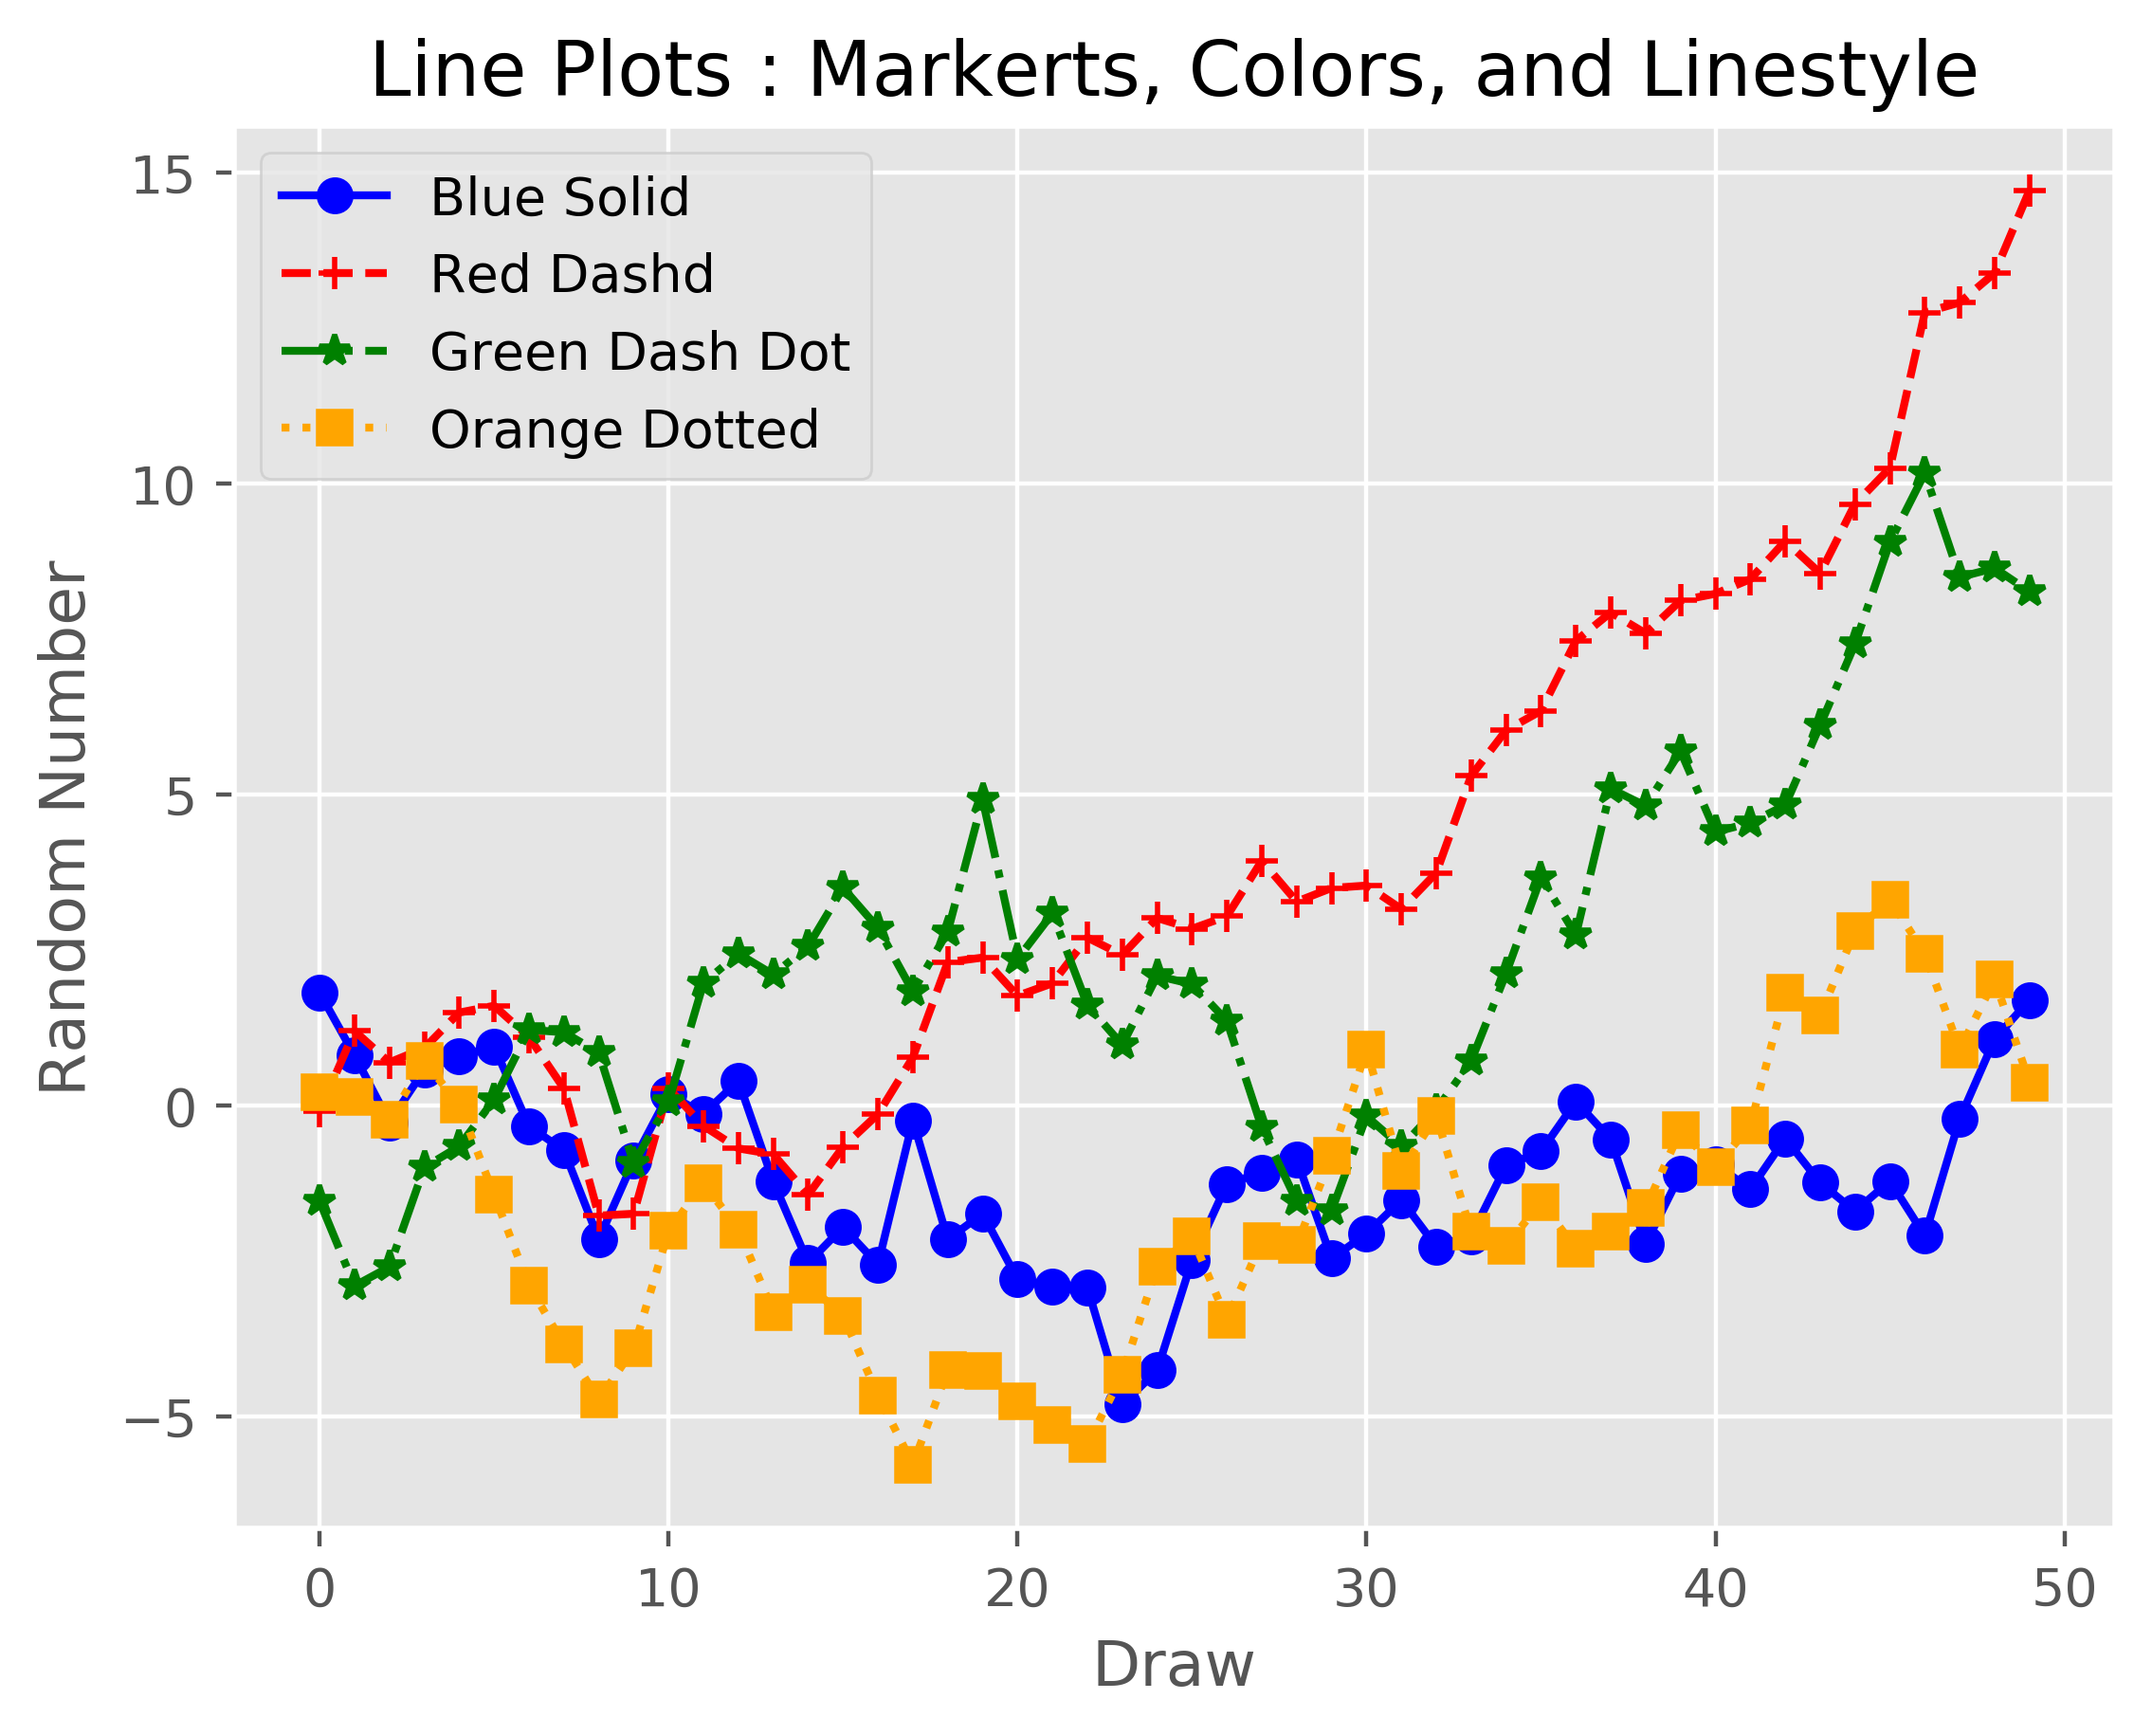 Line Plots : Markerts, Colors, and Linestyle
Blue Solid
Red Dashd
Green Dash Dot
Orange Dotted
Random Number
15
10
5
0
−5
0 10 20 30 40 50
Draw